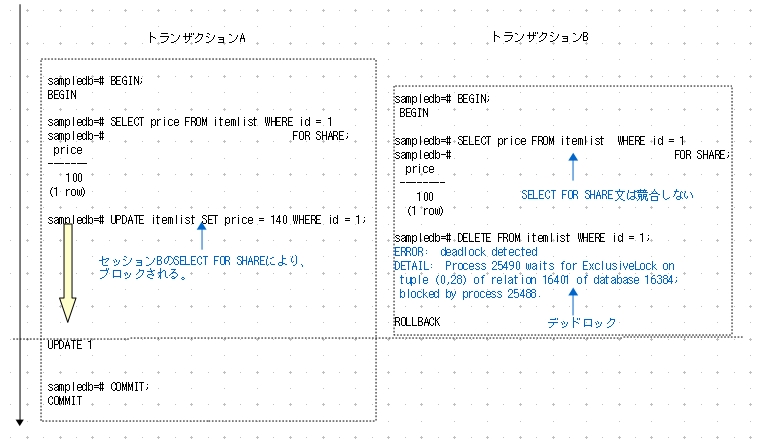 トランザクションA
sampledb=# BEGIN;
BEGIN
sampledb=# SELECT price FROM itemlist WHERE id = 1
sampledb=# FOR SHARE;
price
-------
100
(1 row)
sampledb=# UPDATE itemlist SET price = 140 WHERE id = 1;
セッションBのSELECT FOR SHAREにより、
ブロックされる。
UPDATE 1
sampledb=# COMMIT;
COMMIT
トランザクションB
sampledb=# BEGIN;
BEGIN
sampledb=# SELECT price FROM itemlist WHERE id = 1
sampledb=# FOR SHARE;
price
--------
100
(1 row)
SELECT FOR SHARE文は競合しない
sampledb=# DELETE FROM itemlist WHERE id = 1;
ERROR: deadlock detected
DETAIL: Process 25490 waits for ExclusiveLock on
tuple (0,28) of relation 16401 of database 16384;
blocked by process 25488.
デッドロック
ROLLBACK